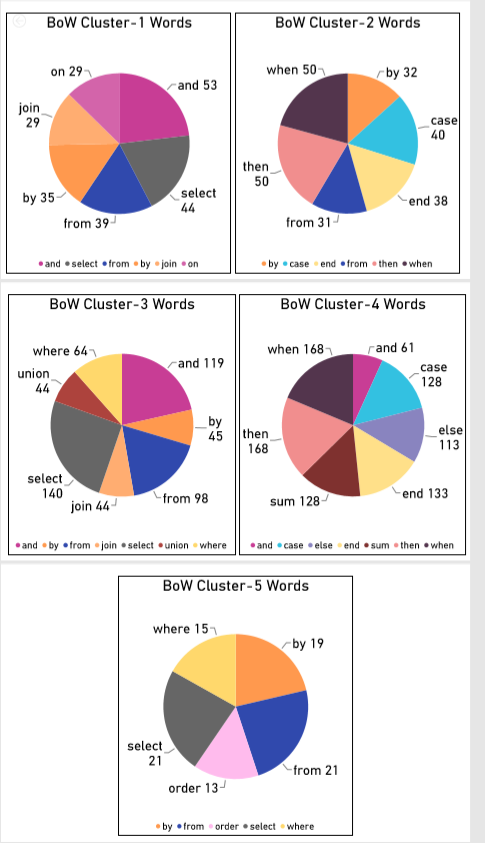 BoW Cluster-1 Words
on 29
and 53
join
29
select
44
by 35
from 39
and select from by join on
BoW Cluster-2 Words
when 50
by 32
case
40
then
50
end 38
from 31
by case end from then when
BoW Cluster-3 Words
where 64
and 119
union
44
by
45
select
140
from 98
join 44
and by from join select union where
BoW Cluster-4 Words
when 168
and 61
case
128
else
113
then
168
end 133
sum 128
and case else end sum then when
BoW Cluster-5 Words
where 15
by 19
select
21
from 21
order 13
by from order select where